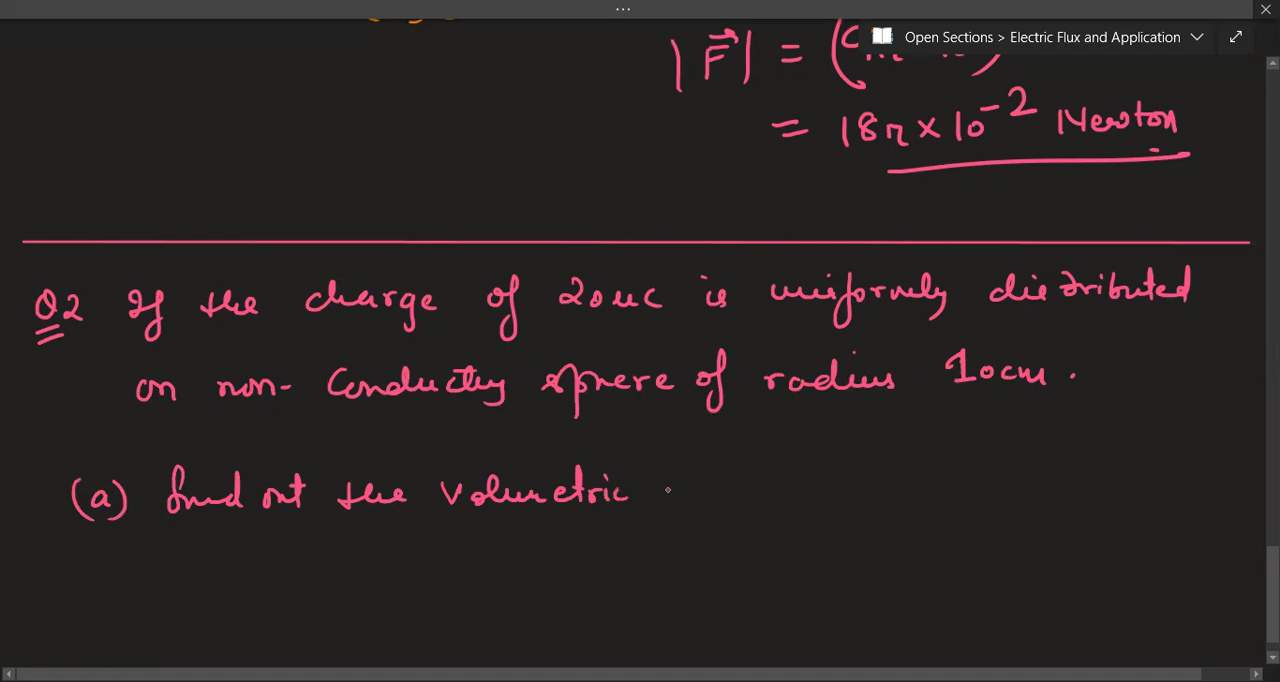 Open Sections > Electric Flux and Application
|F| =
= 18π × 10⁻² Newton
Q2 If the charge of 20μC is uniformly distributed
on non-conducting sphere of radius 10cm.
(a) find out the volumetric